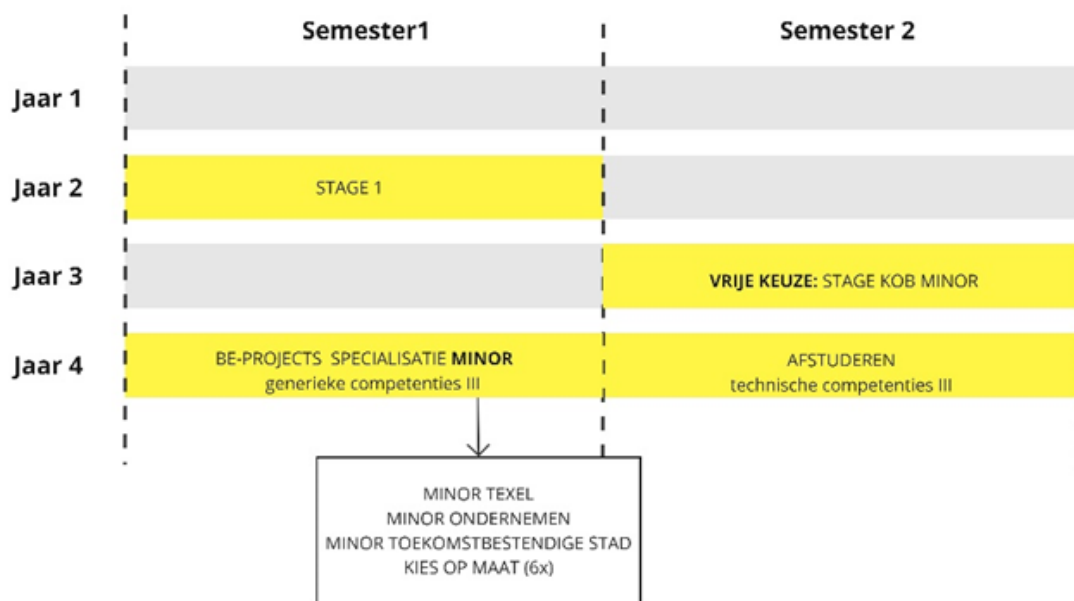 Semester1
Semester 2
Jaar 1
Jaar 2
STAGE 1
Jaar 3
VRIJE KEUZE: STAGE KOB MINOR
Jaar 4
BE-PROJECTS SPECIALISATIE MINOR
generieke competenties III
AFSTUDEREN
technische competenties III
MINOR TEXEL
MINOR ONDERNEMEN
MINOR TOEKOMSTBESTENDIGE STAD
KIES OP MAAT (6x)